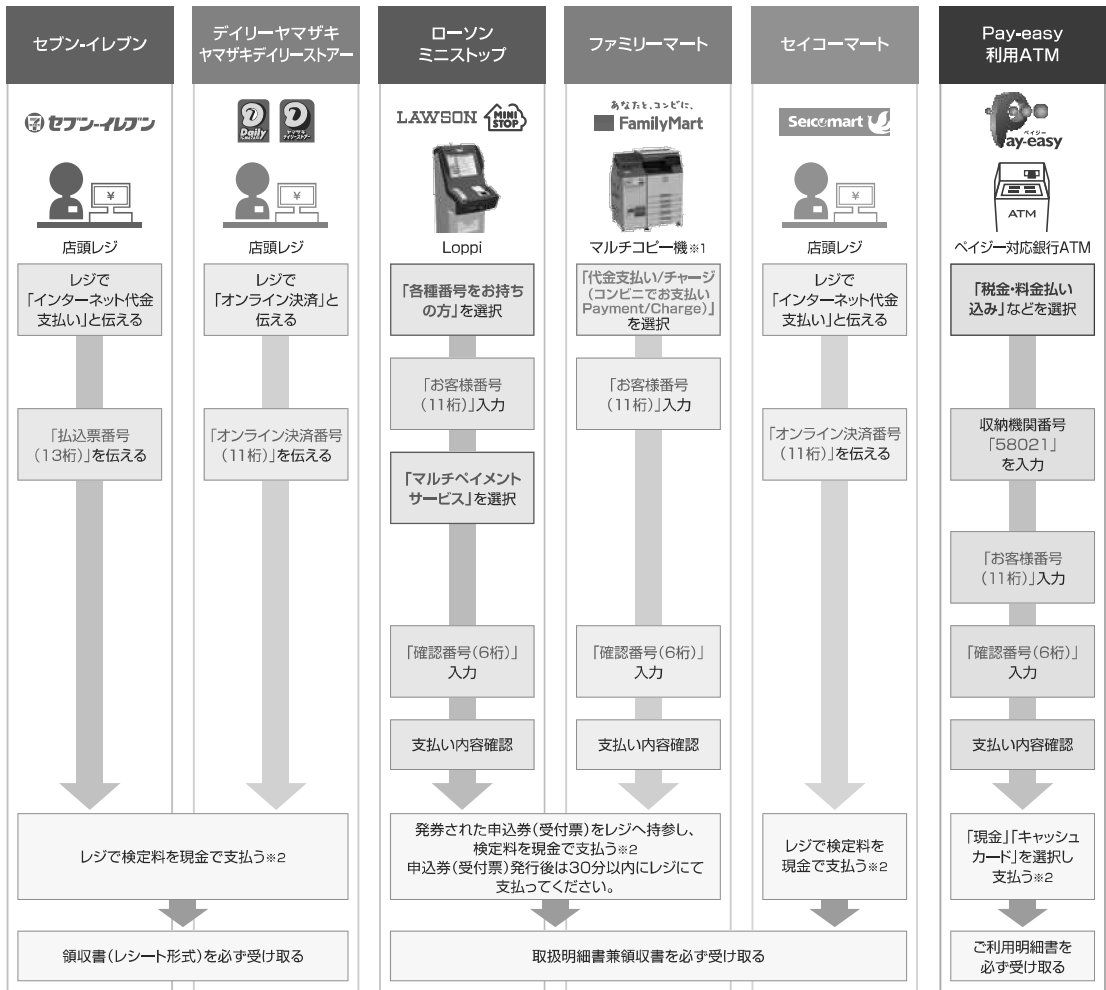 セブン-イレブン
セブン-イレブン
¥
店頭レジ
レジで
「インターネット代金
支払い」と伝える
「払込票番号
(13桁)」を伝える
デイリーヤマザキ
ヤマザキデイリーストアー
Daily
ヤマザキ
デイリーストアー
¥
店頭レジ
レジで
「オンライン決済」と
伝える
「オンライン決済番号
(11桁)」を伝える
レジで検定料を現金で支払う※2
領収書(レシート形式)を必ず受け取る
ローソン
ミニストップ
LAWSON
MINI
STOP
Loppi
「各種番号をお持ち
の方」を選択
「お客様番号
(11桁)」入力
「マルチペイメント
サービス」を選択
「確認番号(6桁)」
入力
支払い内容確認
ファミリーマート
あなたと、コンビに、
FamilyMart
マルチコピー機※1
「代金支払い/チャージ
(コンビニでお支払い
Payment/Charge)」
を選択
「お客様番号
(11桁)」入力
「確認番号(6桁)」
入力
支払い内容確認
発券された申込券(受付票)をレジへ持参し、
検定料を現金で支払う※2
申込券(受付票)発行後は30分以内にレジにて
支払ってください。
セイコーマート
Seicomart
¥
店頭レジ
レジで
「インターネット代金
支払い」と伝える
「オンライン決済番号
(11桁)」を伝える
レジで検定料を
現金で支払う※2
取扱明細書兼領収書を必ず受け取る
Pay-easy
利用ATM
ペイジー
Pay-easy
ATM
ペイジー対応銀行ATM
「税金・料金払い
込み」などを選択
収納機関番号
「58021」
を入力
「お客様番号
(11桁)」入力
「確認番号(6桁)」
入力
支払い内容確認
「現金」「キャッシュ
カード」を選択し
支払う※2
ご利用明細書を
必ず受け取る